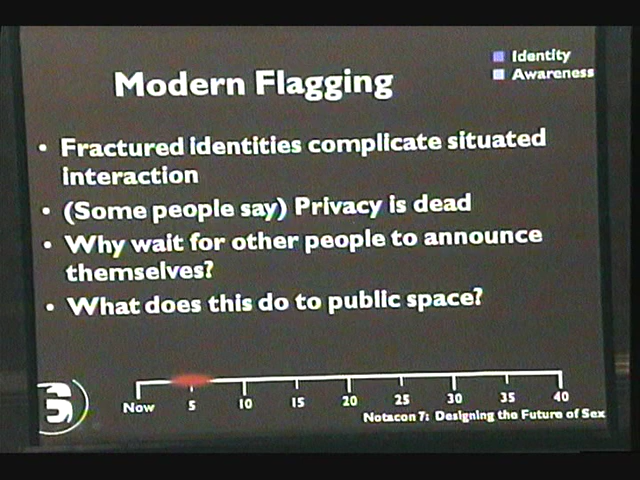 Identity
Awareness
Modern Flagging
• Fractured identities complicate situated
interaction
• (Some people say) Privacy is dead
• Why wait for other people to announce
themselves?
• What does this do to public space?
Now 5 10 15 20 25 30 35 40
Notacon 7: Designing the Future of Sex